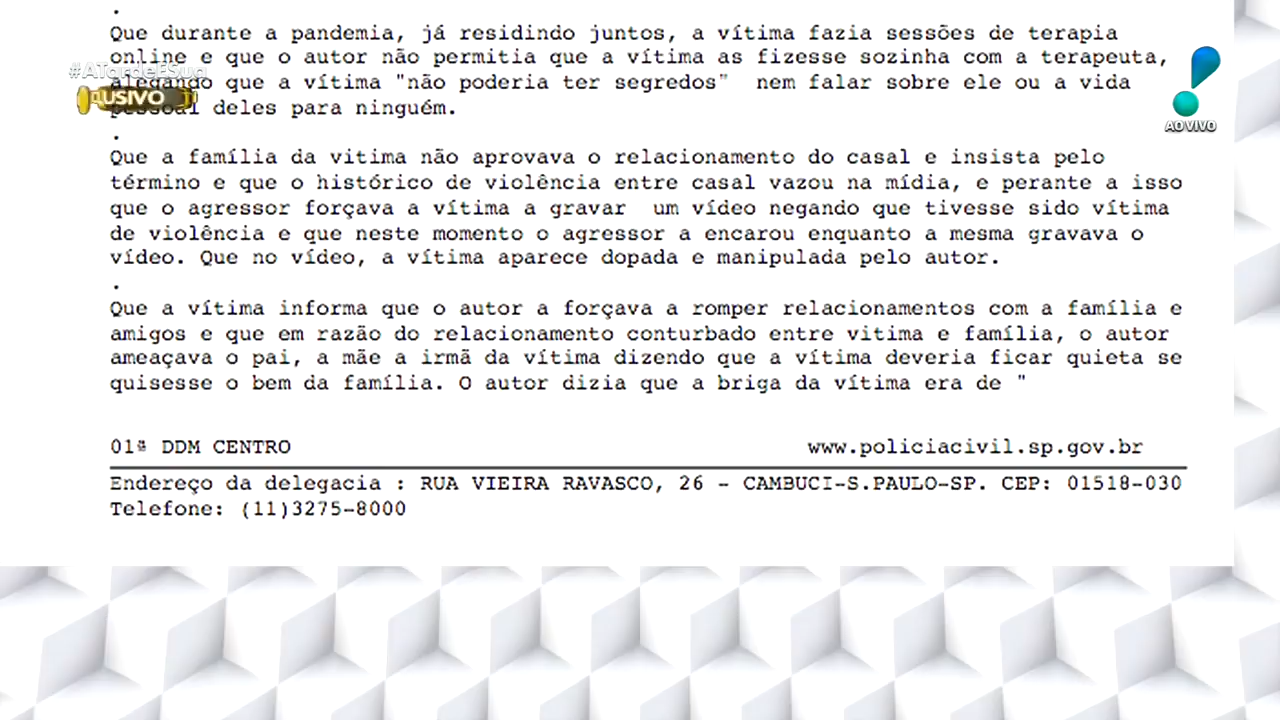 .
Que durante a pandemia, já residindo juntos, a vítima fazia sessões de terapia
online e que o autor não permitia que a vítima as fizesse sozinha com a terapeuta,
#ATardeESua
alegando que a vítima "não poderia ter segredos"  nem falar sobre ele ou a vida
pessoal deles para ninguém.
.
Que a família da vitima não aprovava o relacionamento do casal e insista pelo
término e que o histórico de violência entre casal vazou na mídia, e perante a isso
que o agressor forçava a vítima a gravar  um vídeo negando que tivesse sido vítima
de violência e que neste momento o agressor a encarou enquanto a mesma gravava o
vídeo. Que no vídeo, a vítima aparece dopada e manipulada pelo autor.
.
Que a vítima informa que o autor a forçava a romper relacionamentos com a família e
amigos e que em razão do relacionamento conturbado entre vitima e família, o autor
ameaçava o pai, a mãe a irmã da vítima dizendo que a vítima deveria ficar quieta se
quisesse o bem da família. O autor dizia que a briga da vítima era de "
01ª DDM CENTRO
www.policiacivil.sp.gov.br
Endereço da delegacia : RUA VIEIRA RAVASCO, 26 - CAMBUCI-S.PAULO-SP. CEP: 01518-030
Telefone: (11)3275-8000
AO VIVO